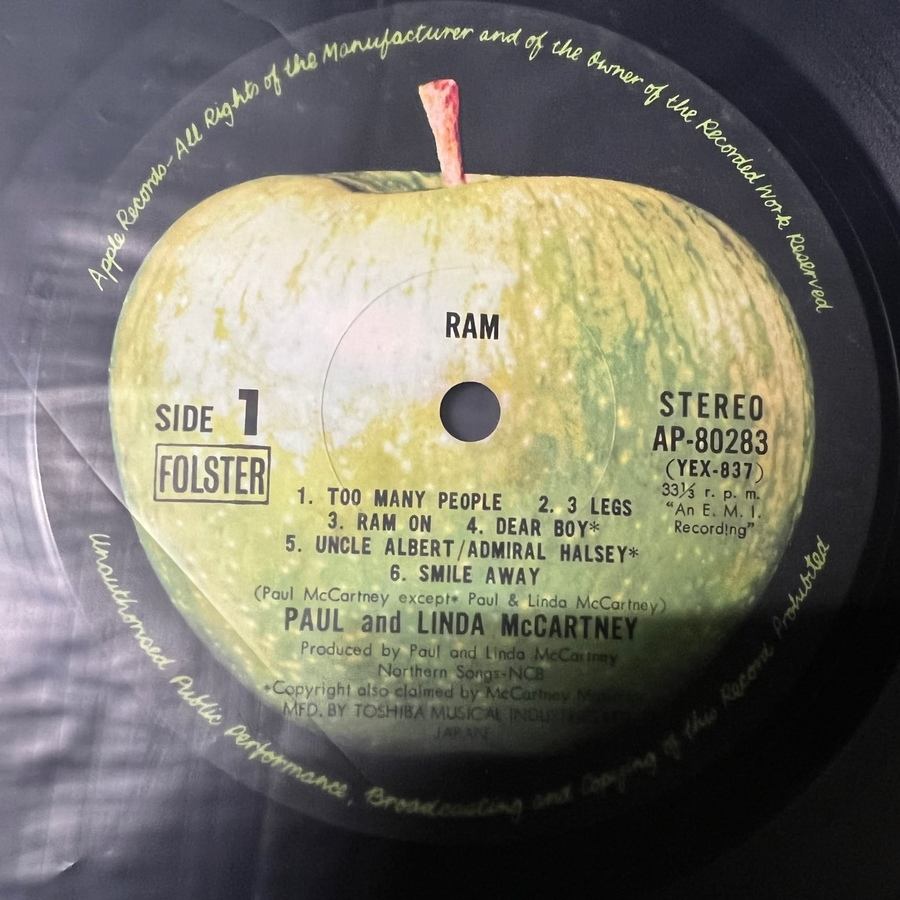 Apple Records-All Rights of the Manufacturer and of the Owner of the Recorded Work Reserved
RAM
SIDE 1
FOLSTER
STEREO
AP-80283
(YEX-837)
33⅓ r. p. m.
"An E. M. I.
Recording"
1. TOO MANY PEOPLE 2. 3 LEGS
3. RAM ON 4. DEAR BOY*
5. UNCLE ALBERT/ADMIRAL HALSEY*
6. SMILE AWAY
(Paul McCartney except* Paul & Linda McCartney)
PAUL and LINDA McCARTNEY
Produced by Paul and Linda McCartney
Northern Songs-NCB
*Copyright also claimed by McCartney
MFD. BY TOSHIBA MUSICAL
JAPAN
Unauthorised Public Performance, Broadcasting and Copying of this Record Prohibited